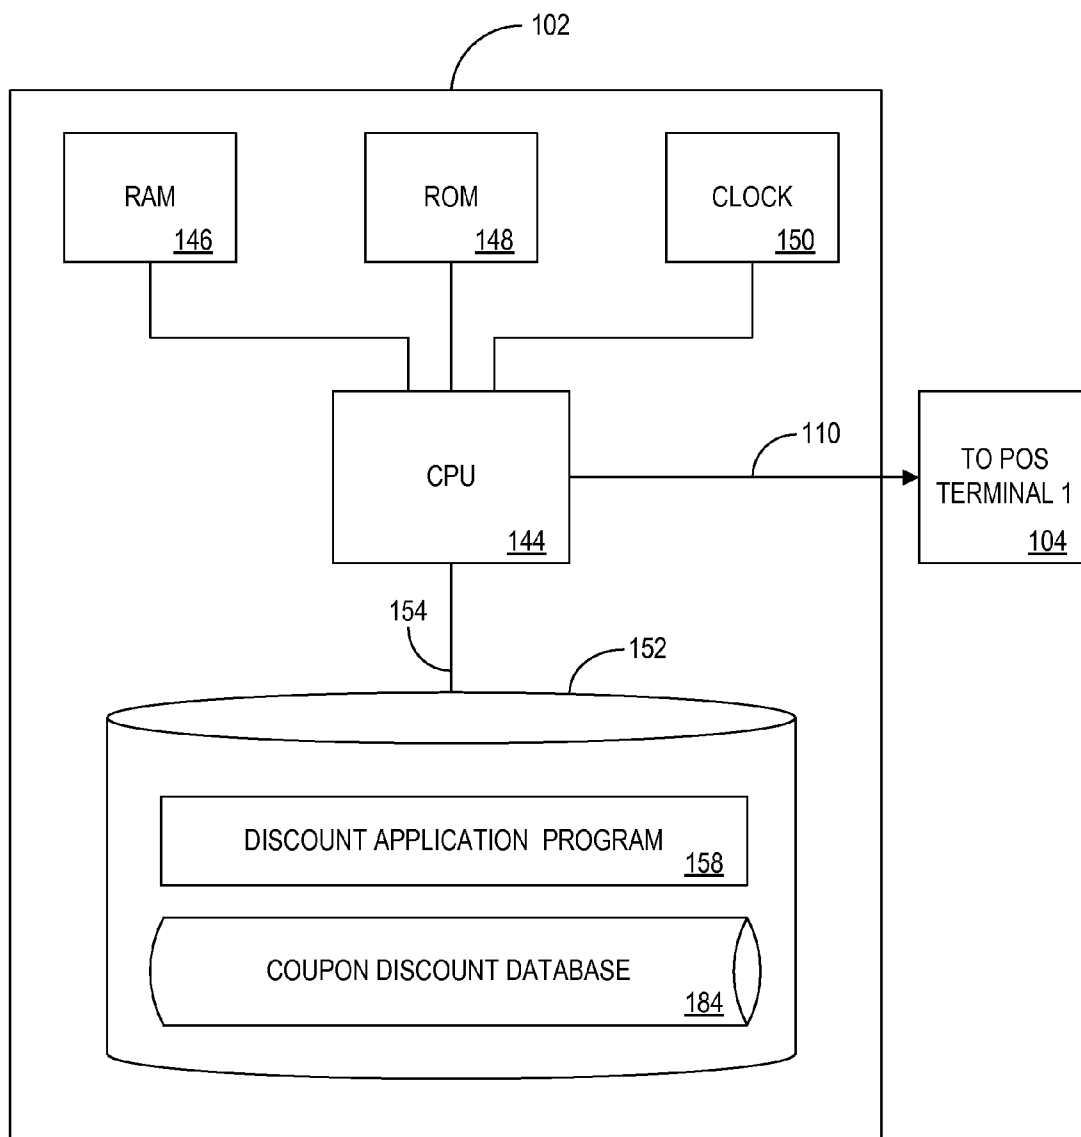 102
RAM
146
ROM
148
CLOCK
150
CPU
144
110
TO POS
TERMINAL 1
104
154
152
DISCOUNT APPLICATION PROGRAM
158
COUPON DISCOUNT DATABASE
184